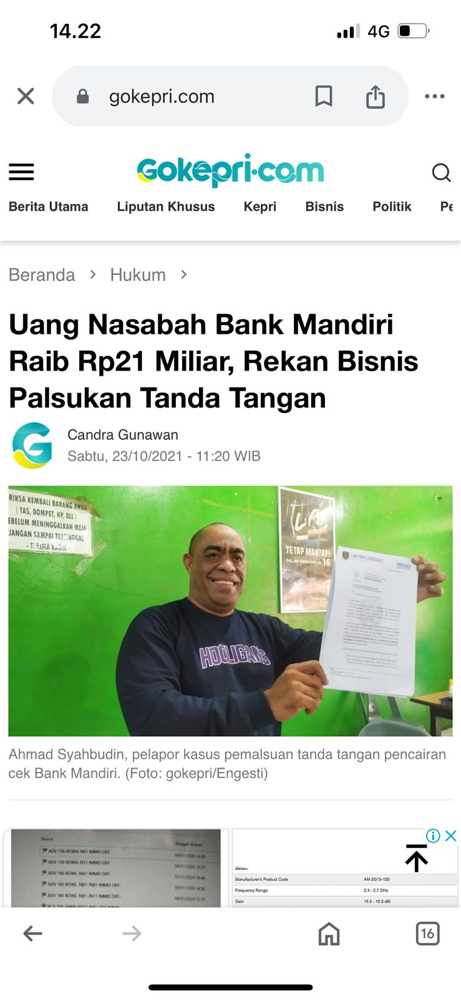 14.22
4G
gokepri.com
Gokepri.com
Berita Utama Liputan Khusus Kepri Bisnis Politik Pe
Beranda > Hukum >
Uang Nasabah Bank Mandiri
Raib Rp21 Miliar, Rekan Bisnis
Palsukan Tanda Tangan
Candra Gunawan
Sabtu, 23/10/2021 - 11:20 WIB
RIKSA KEMBALI BARANG ANDA
( TAS, DOMPET, HP, DLL )
EBELUM MENINGGALKAN MEJA
JANGAN SAMPAI TERTINGGAL
- TERIMA KASIH -
TETAP MANTAP!
DALAM KEMASAN ISI 16
LAW FIRM & ASSOCIATES
PERADI
HOOLIGANS
Ahmad Syahbudin, pelapor kasus pemalsuan tanda tangan pencairan
cek Bank Mandiri. (Foto: gokepri/Engesti)
Nama Tanggal diubah
ADV 150-KOWA-N01 IMMO OFF 04/01/2024 14:20
ADV 150-KOWA-N11 IMMO OFF 04/01/2024 14:25
ADV 160-KOWL-NA1 IMMO OFF 04/01/2024 14:44
ADV 160-KOWL-NB1-IN01 IMMO OFF 04/01/2024 14:56
ADV 160-KOWL-NB1-IN11 IMMO OFF 04/01/2024 15:10
Details
Manufacturer's Product Code AM-2G15-120
Frequency Range 2.3 - 2.7 GHz
Gain 15.0 - 16.0 dBi
16